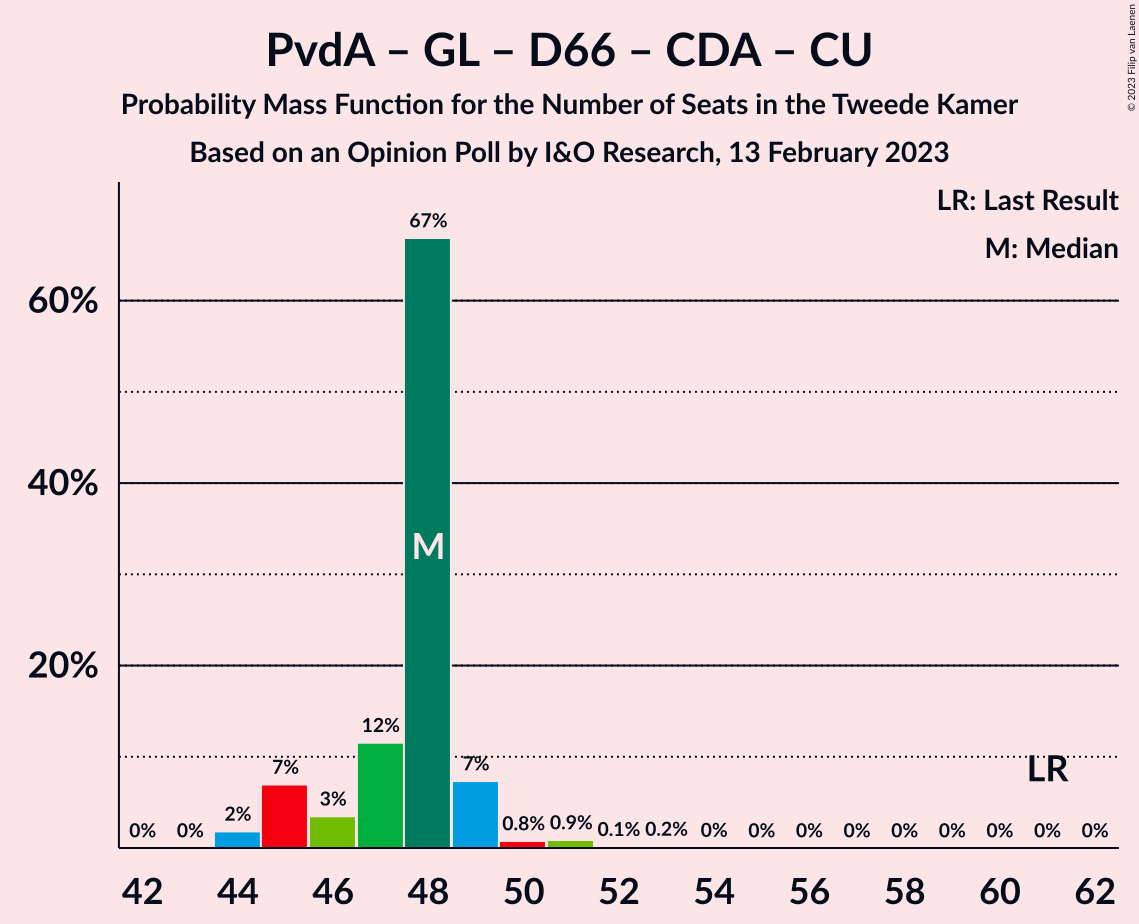 PvdA – GL – D66 – CDA – CU
Probability Mass Function for the Number of Seats in the Tweede Kamer
Based on an Opinion Poll by I&O Research, 13 February 2023
© 2023 Filip van Laenen
LR: Last Result
M: Median
60%
40%
20%
0% 0% 2% 7% 3% 12% 67% 7% 0.8% 0.9% 0.1% 0.2% 0% 0% 0% 0% 0% 0% 0% 0% 0%
M
LR
42 44 46 48 50 52 54 56 58 60 62